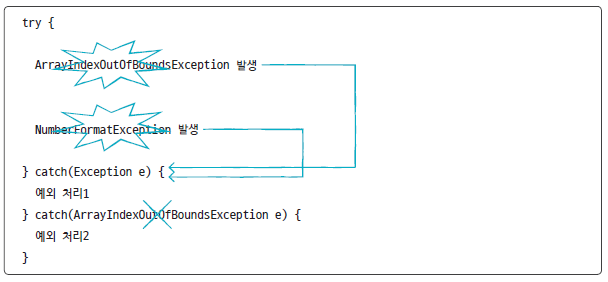 try {
ArrayIndexOutOfBoundsException 발생
NumberFormatException 발생
} catch(Exception e) {
예외 처리1
} catch(ArrayIndexOutOfBoundsException e) {
예외 처리2
}